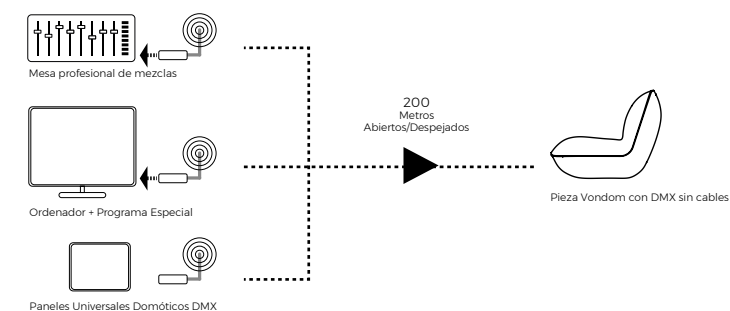 Mesa profesional de mezclas
200
Metros
Abiertos/Despejados
Pieza Vondom con DMX sin cables
Ordenador + Programa Especial
Paneles Universales Domóticos DMX